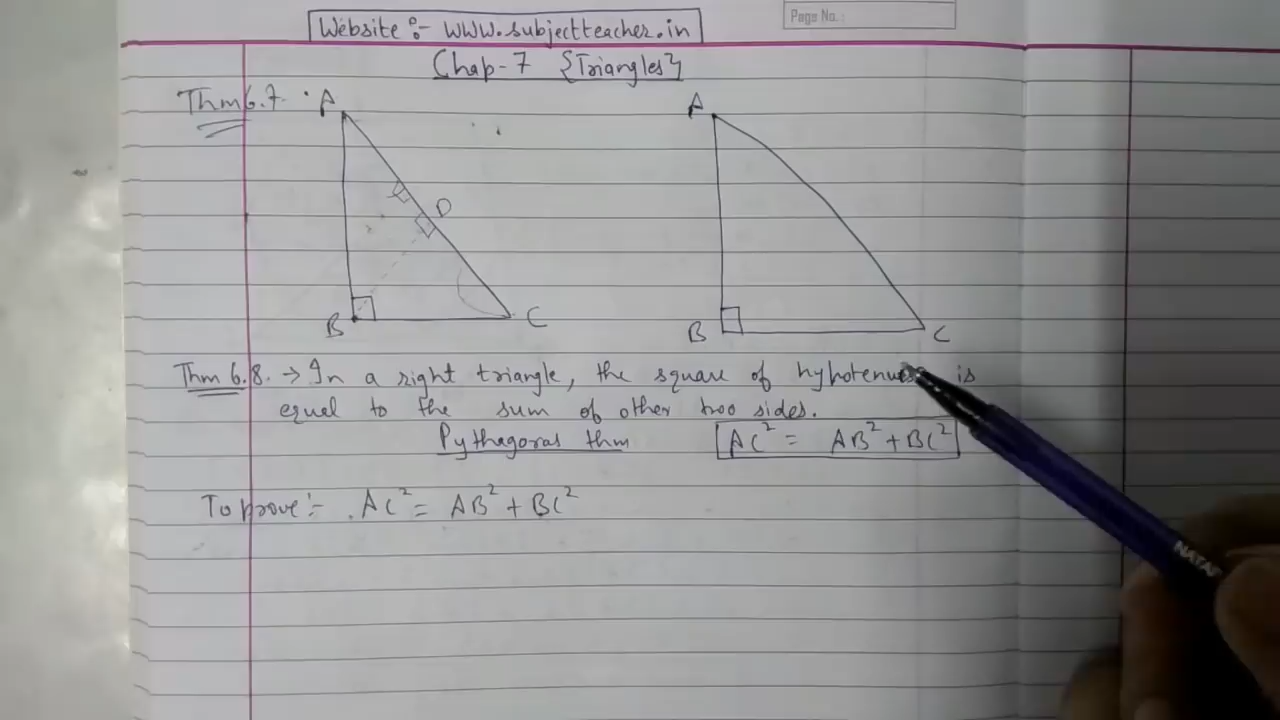 Website :- www.subjectteacher.in
Page No.:
Chap-7 {Triangles}
Thm 6.7.
A
D
B
C
A
B
C
Thm 6.8. → In a right triangle, the square of hypotenuse is
equal to the sum of other two sides.
Pythagoras thm AC² = AB² + BC²
To prove :- AC² = AB² + BC²
NATAR